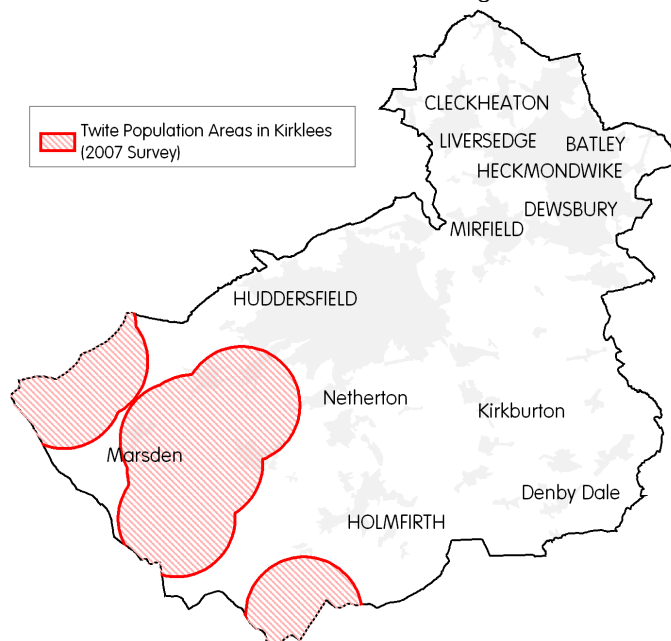 CLECKHEATON
Twite Population Areas in Kirklees
(2007 Survey)
LIVERSEDGE
BATLEY
HECKMONDWIKE
DEWSBURY
MIRFIELD
HUDDERSFIELD
Netherton
Kirkburton
Marsden
Denby Dale
HOLMFIRTH